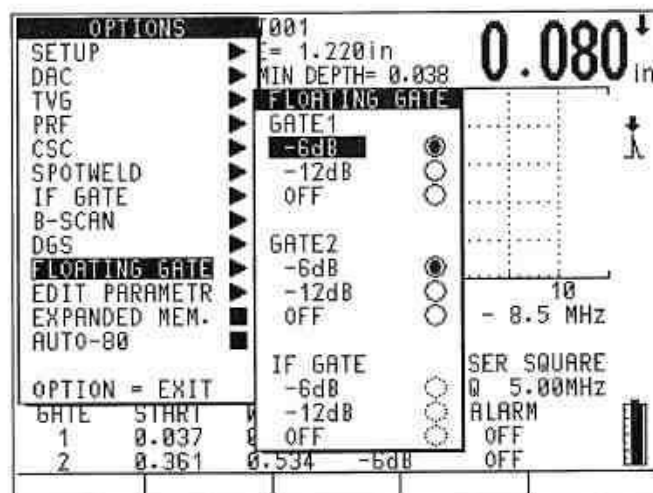 OPTIONS
SETUP
DAC
TVG
PRF
CSC
SPOTWELD
IF GATE
B-SCAN
DGS
FLOATING GATE
EDIT PARAMETR
EXPANDED MEM.
AUTO-80
OPTION = EXIT
T001
= 1.220in
MIN DEPTH= 0.038
0.080 in
FLOATING GATE
GATE1
-6dB
-12dB
OFF
GATE2
-6dB
-12dB
OFF
IF GATE
-6dB
-12dB
OFF
10
- 8.5 MHz
SER SQUARE
Q 5.00MHz
GATE START
ALARM
1 0.037 OFF
2 0.361 0.534 -6dB OFF